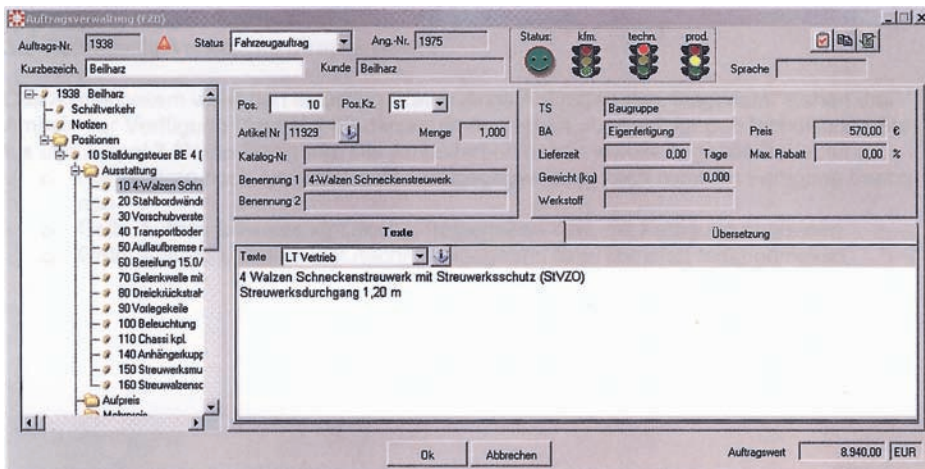 Auftragsverwaltung (FZO)
Auftrags-Nr. 1938 Status Fahrzeugauftrag Ang.-Nr. 1975
Status: kfm. techn. prod.
Kurzbezeich. Beilharz Kunde Beilharz Sprache
1938 Beilharz
Schriftverkehr
Notizen
Positionen
10 Stalldungsteuer BE 4 (
Ausstattung
10 4-Walzen Schn
20 Stahlbordwänd
30 Vorschubverste
40 Transportboder
50 Auflaufbremse r
60 Bereifung 15.0/
70 Gelenkwelle mit
80 Dreickrückstrah
90 Vorlegekeile
100 Beleuchtung
110 Chassi kpl.
140 Anhängerkupp
150 Streuwerksmu
160 Streuwalzensc
Aufpreis
Mehrpreis
Pos. 10 Pos.Kz. ST
Artikel Nr 11929 Menge 1,000
Katalog-Nr
Benennung 1 4-Walzen Schneckenstreuwerk
Benennung 2
TS Baugruppe
BA Eigenfertigung Preis 570,00 €
Lieferzeit 0,00 Tage Max. Rabatt 0,00 %
Gewicht (kg) 0,000
Werkstoff
Texte Übersetzung
Texte LT Vertrieb
4 Walzen Schneckenstreuwerk mit Streuwerksschutz (StVZO)
Streuwerksdurchgang 1,20 m
Ok Abbrechen Auftragswert 8.940,00 EUR